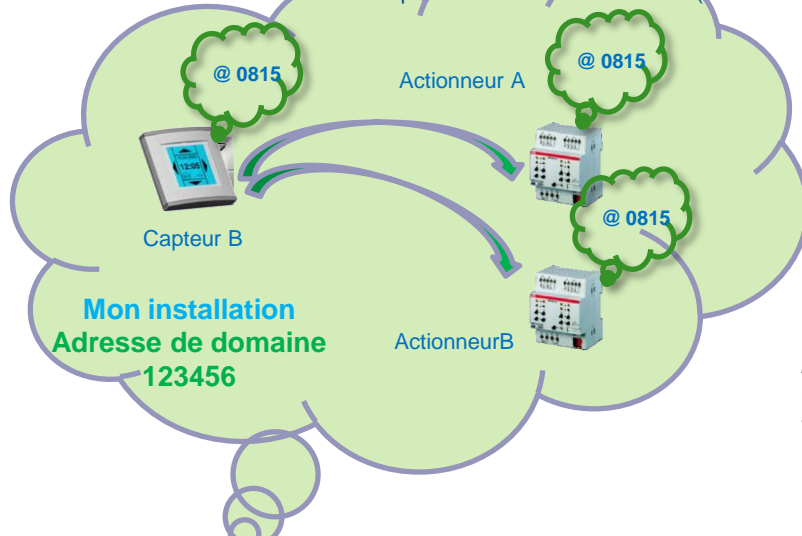 @ 0815
@ 0815
Actionneur A
@ 0815
Capteur B
Mon installation
Adresse de domaine
123456
ActionneurB